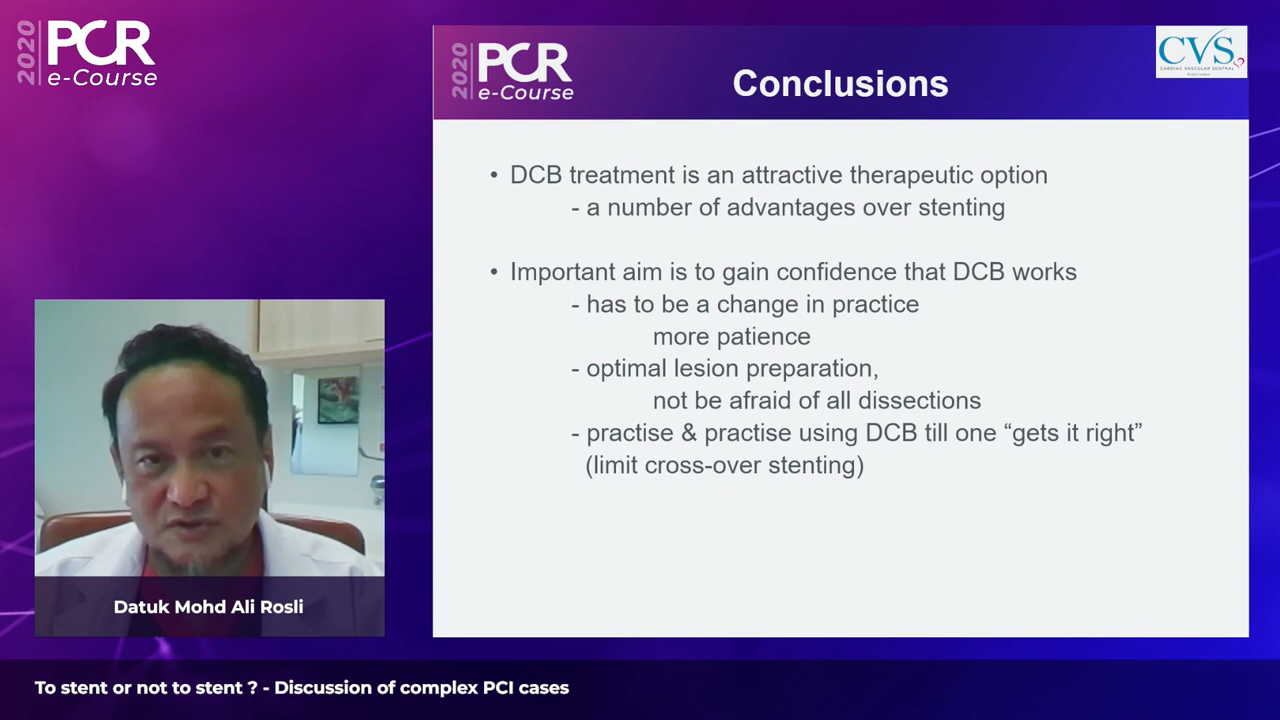 2020
PCR
e-Course
2020
PCR
e-Course
Conclusions
CVS
CARDIAC VASCULAR SENTRAL
• DCB treatment is an attractive therapeutic option
- a number of advantages over stenting
• Important aim is to gain confidence that DCB works
- has to be a change in practice
more patience
- optimal lesion preparation,
not be afraid of all dissections
- practise & practise using DCB till one “gets it right”
(limit cross-over stenting)
Datuk Mohd Ali Rosli
To stent or not to stent ? - Discussion of complex PCI cases